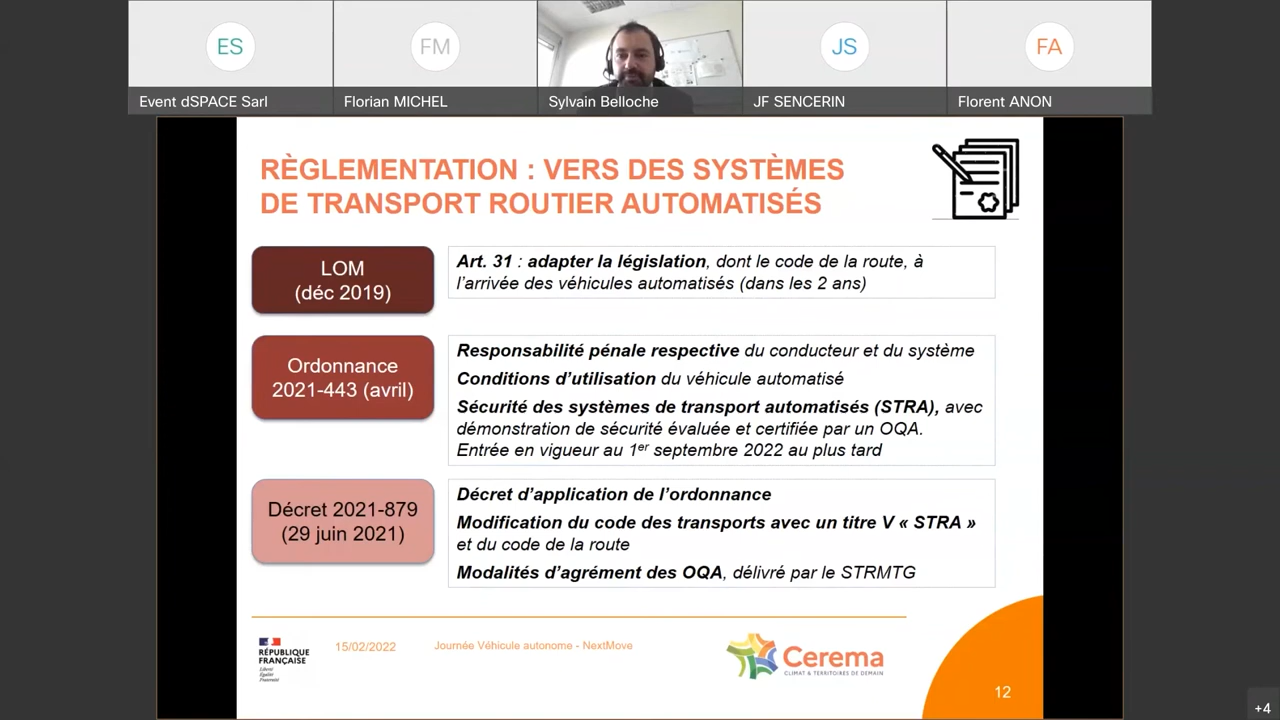 ES
FM
JS
FA
Event dSPACE Sarl
Florian MICHEL
Sylvain Belloche
JF SENCERIN
Florent ANON
RÈGLEMENTATION : VERS DES SYSTÈMES
DE TRANSPORT ROUTIER AUTOMATISÉS
LOM
(déc 2019)
Art. 31 : adapter la législation, dont le code de la route, à
l’arrivée des véhicules automatisés (dans les 2 ans)
Ordonnance
2021-443 (avril)
Responsabilité pénale respective du conducteur et du système
Conditions d’utilisation du véhicule automatisé
Sécurité des systèmes de transport automatisés (STRA), avec
démonstration de sécurité évaluée et certifiée par un OQA.
Entrée en vigueur au 1er septembre 2022 au plus tard
Décret 2021-879
(29 juin 2021)
Décret d’application de l’ordonnance
Modification du code des transports avec un titre V « STRA »
et du code de la route
Modalités d’agrément des OQA, délivré par le STRMTG
RÉPUBLIQUE
FRANÇAISE
Liberté
Égalité
Fraternité
15/02/2022
Journée Véhicule autonome - NextMove
Cerema
CLIMAT & TERRITOIRES DE DEMAIN
12
+4